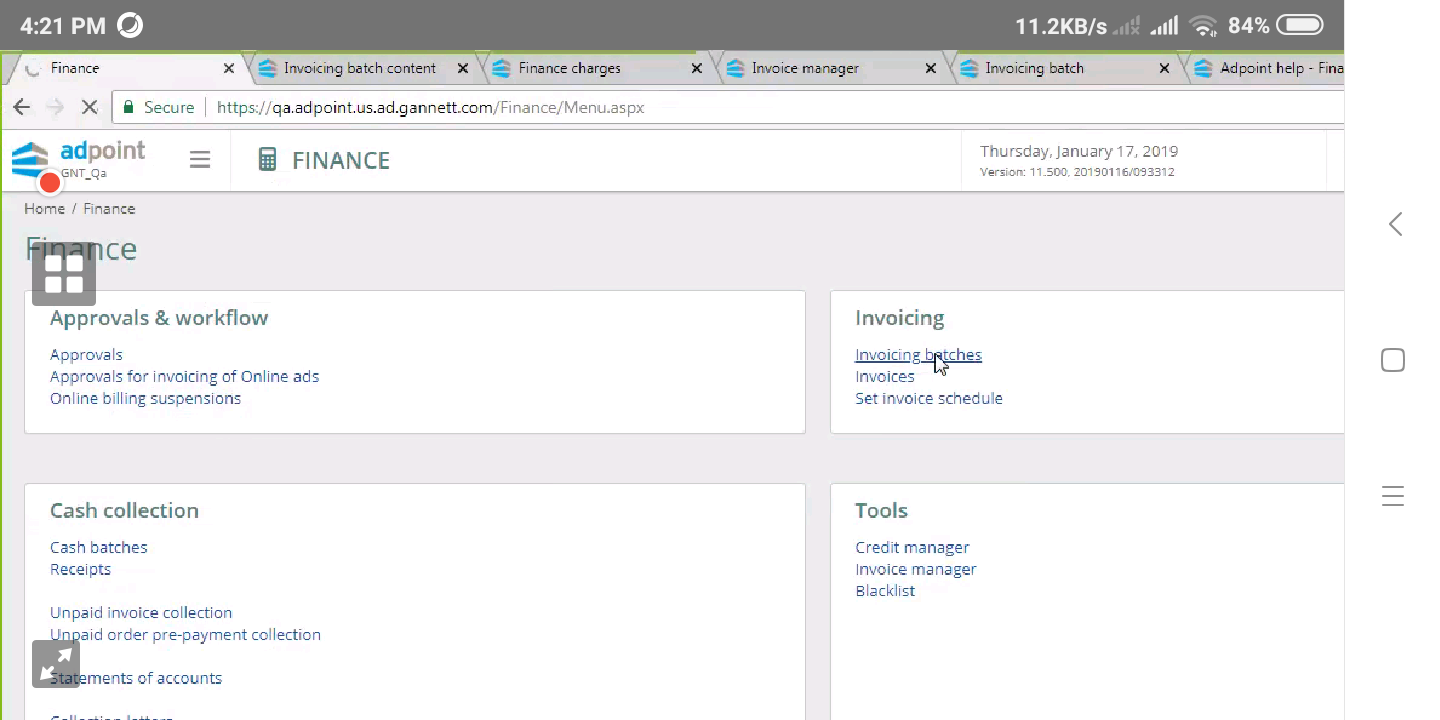 4:21 PM 11.2KB/s 84%
Finance Invoicing batch content Finance charges Invoice manager Invoicing batch Adpoint help - Fina
Secure https://qa.adpoint.us.ad.gannett.com/Finance/Menu.aspx
adpoint
GNT_Qa
FINANCE
Thursday, January 17, 2019
Version: 11.500, 20190116/093312
Home / Finance
Finance
Approvals & workflow
Approvals
Approvals for invoicing of Online ads
Online billing suspensions
Invoicing
Invoicing batches
Invoices
Set invoice schedule
Cash collection
Cash batches
Receipts
Unpaid invoice collection
Unpaid order pre-payment collection
Statements of accounts
Collection letters
Tools
Credit manager
Invoice manager
Blacklist